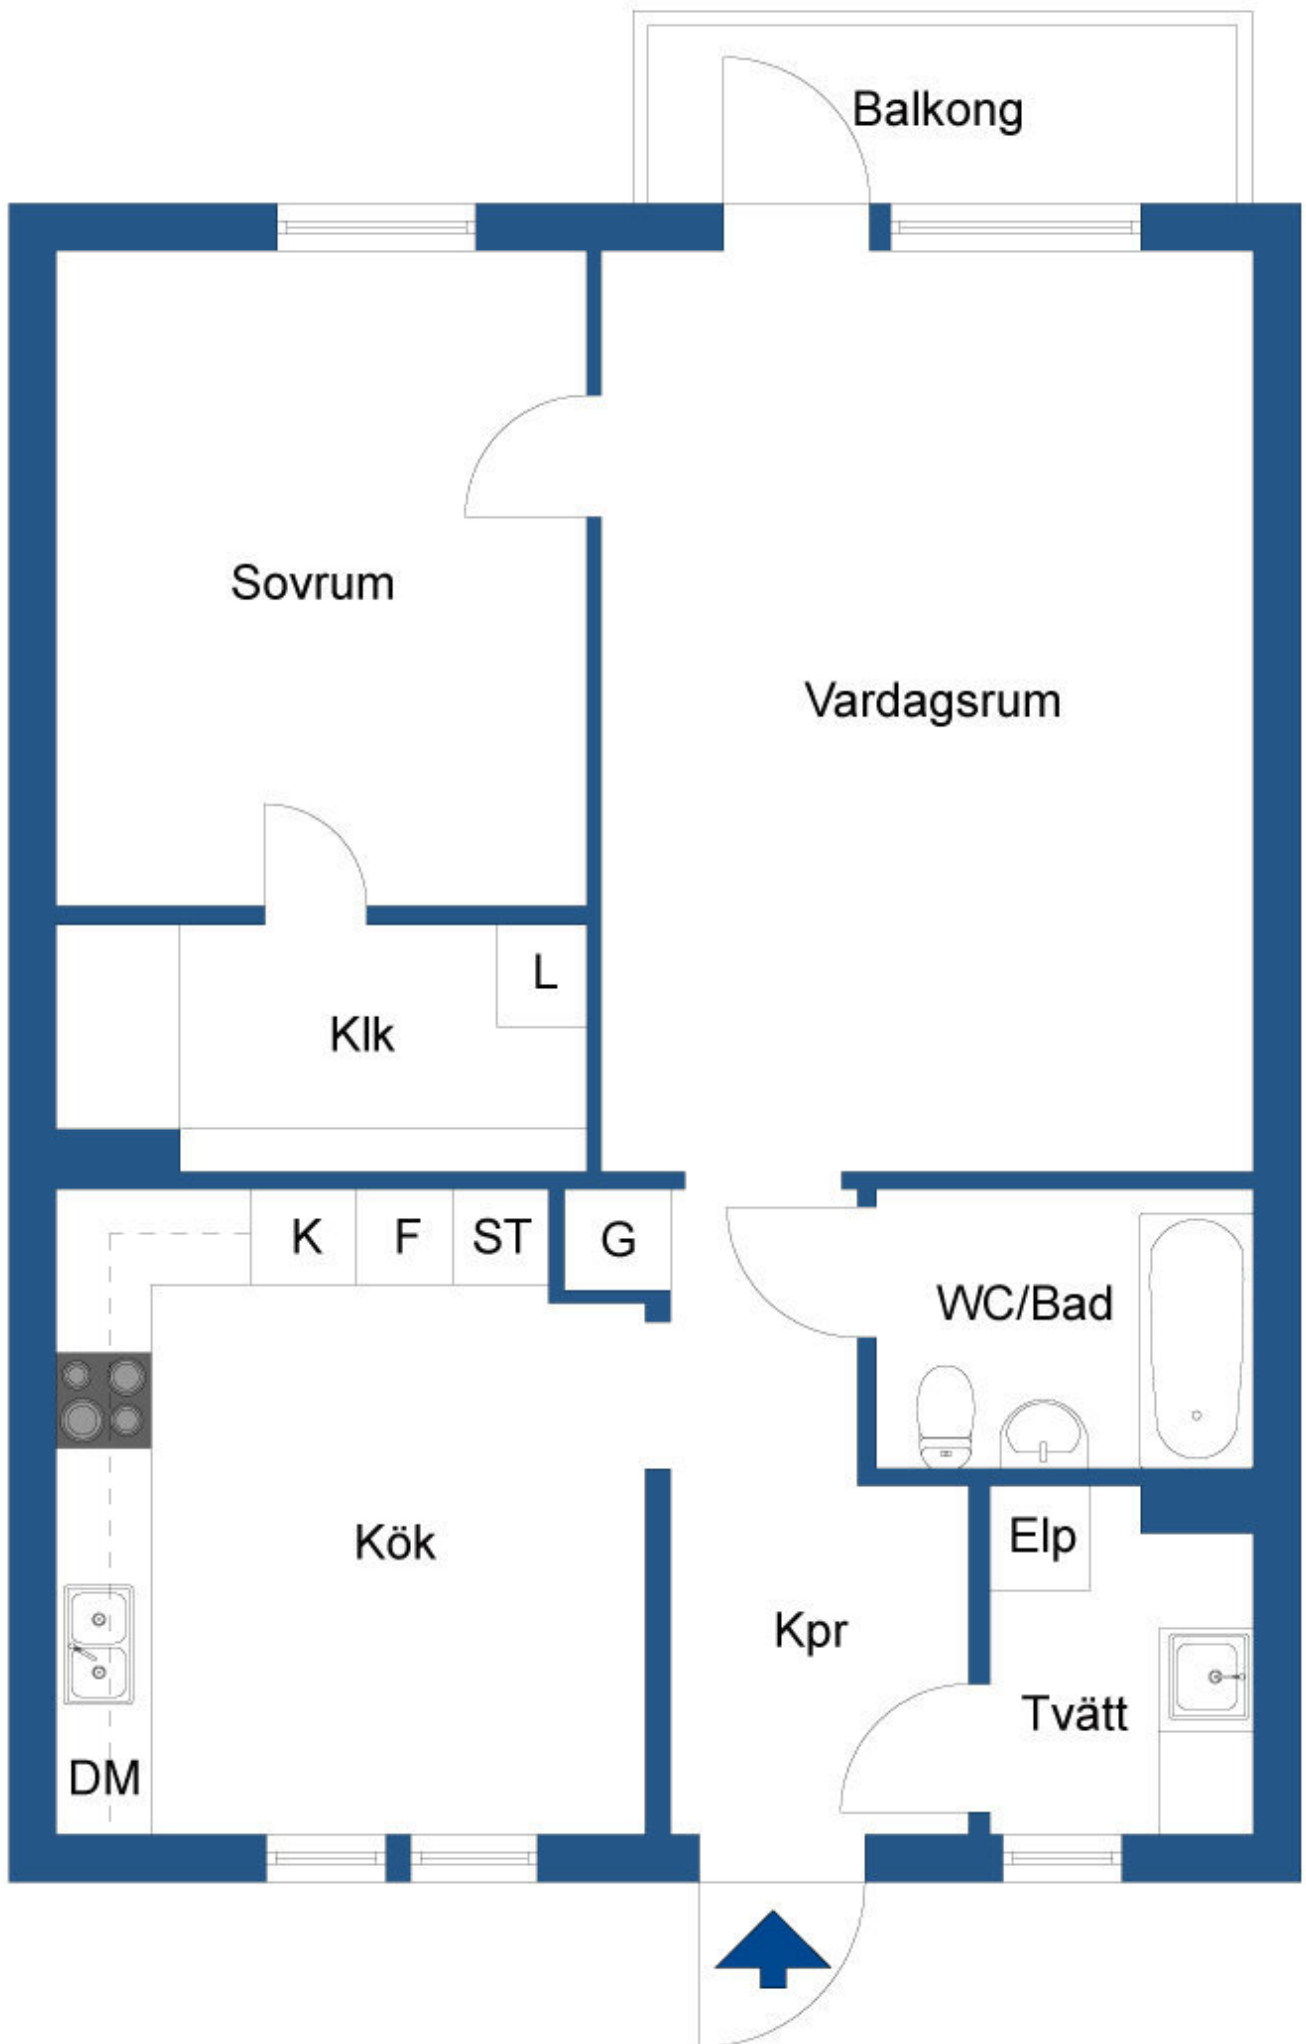 Balkong
Sovrum
Vardagsrum
L
Klk
K
F
ST
G
WC/Bad
Kök
Elp
Kpr
Tvätt
DM